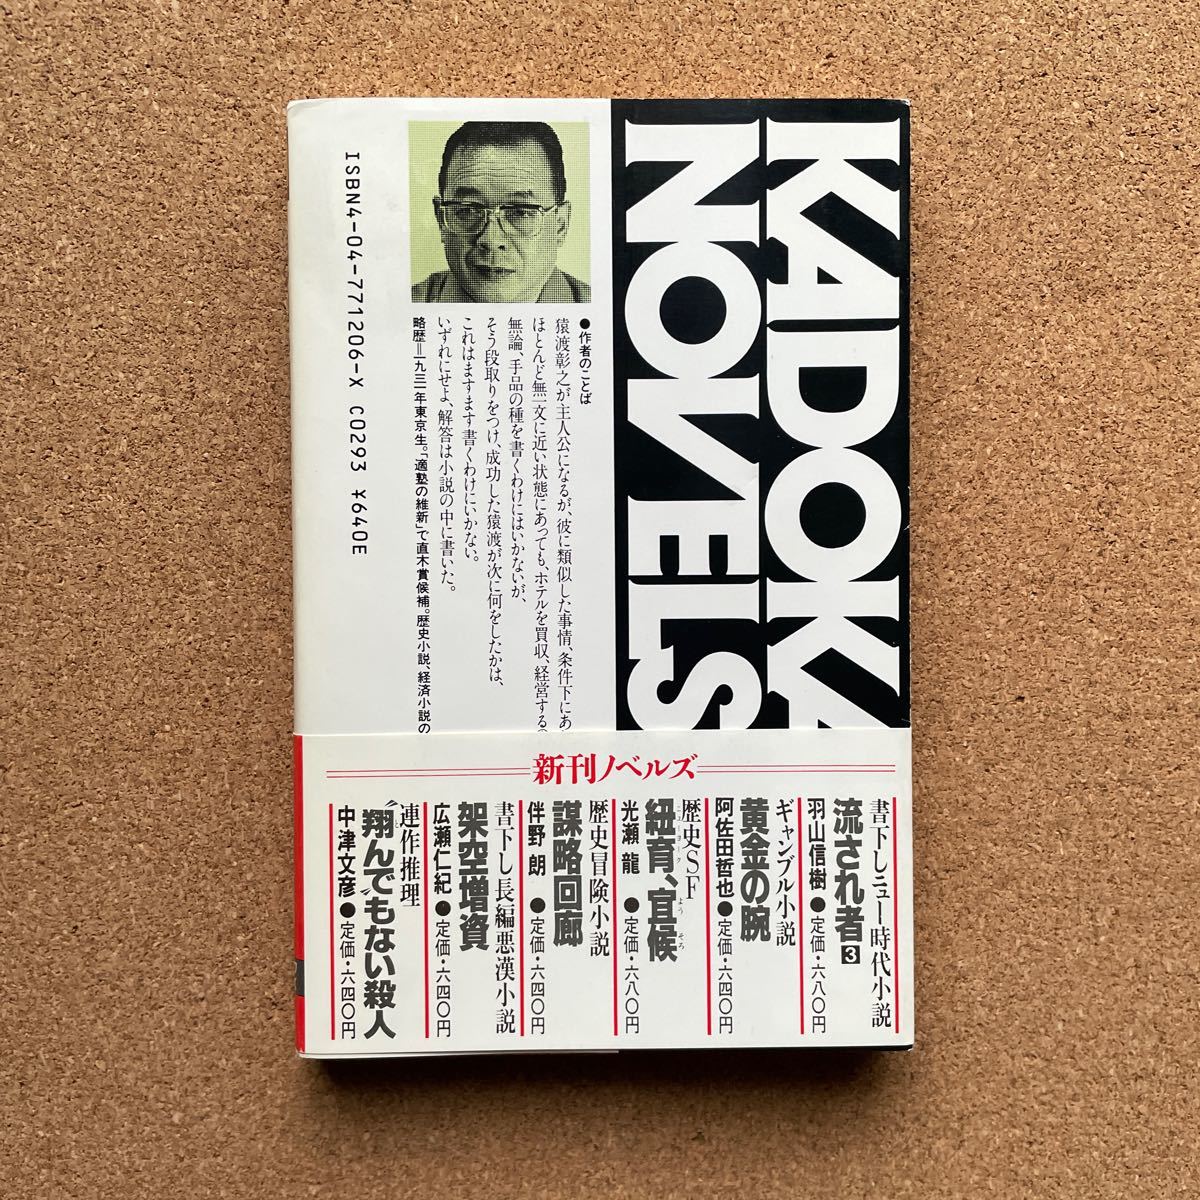 KADOKA
NOVELS
●作者のことば
猿渡彰之が主人公になるが、彼に類似した事情、条件下にあ
ほとんど無一文に近い状態にあっても、ホテルを買収、経営する
無論、手品の種を書くわけにはいかないが、
そう段取りをつけ、成功した猿渡が次に何をしたかは、
これはますます書くわけにいかない。
いずれにせよ、解答は小説の中に書いた。
略歴＝一九三一年東京生。「適塾の維新」で直木賞候補。歴史小説、経済小説の
ISBN4-04-771206-X C0293 ¥640E
新刊ノベルズ
書下しニュー時代小説
流され者3
羽山信樹●定価・六八〇円
ギャンブル小説
黄金の腕
阿佐田哲也●定価・六四〇円
歴史SF
紐育、宜候
ニューヨーク ようそろ
光瀬 龍●定価・六八〇円
歴史冒険小説
謀略回廊
伴野 朗●定価・六四〇円
書下し長編悪漢小説
架空増資
広瀬仁紀●定価・六四〇円
連作推理
“翔んで”もない殺人
と
中津文彦●定価・六四〇円